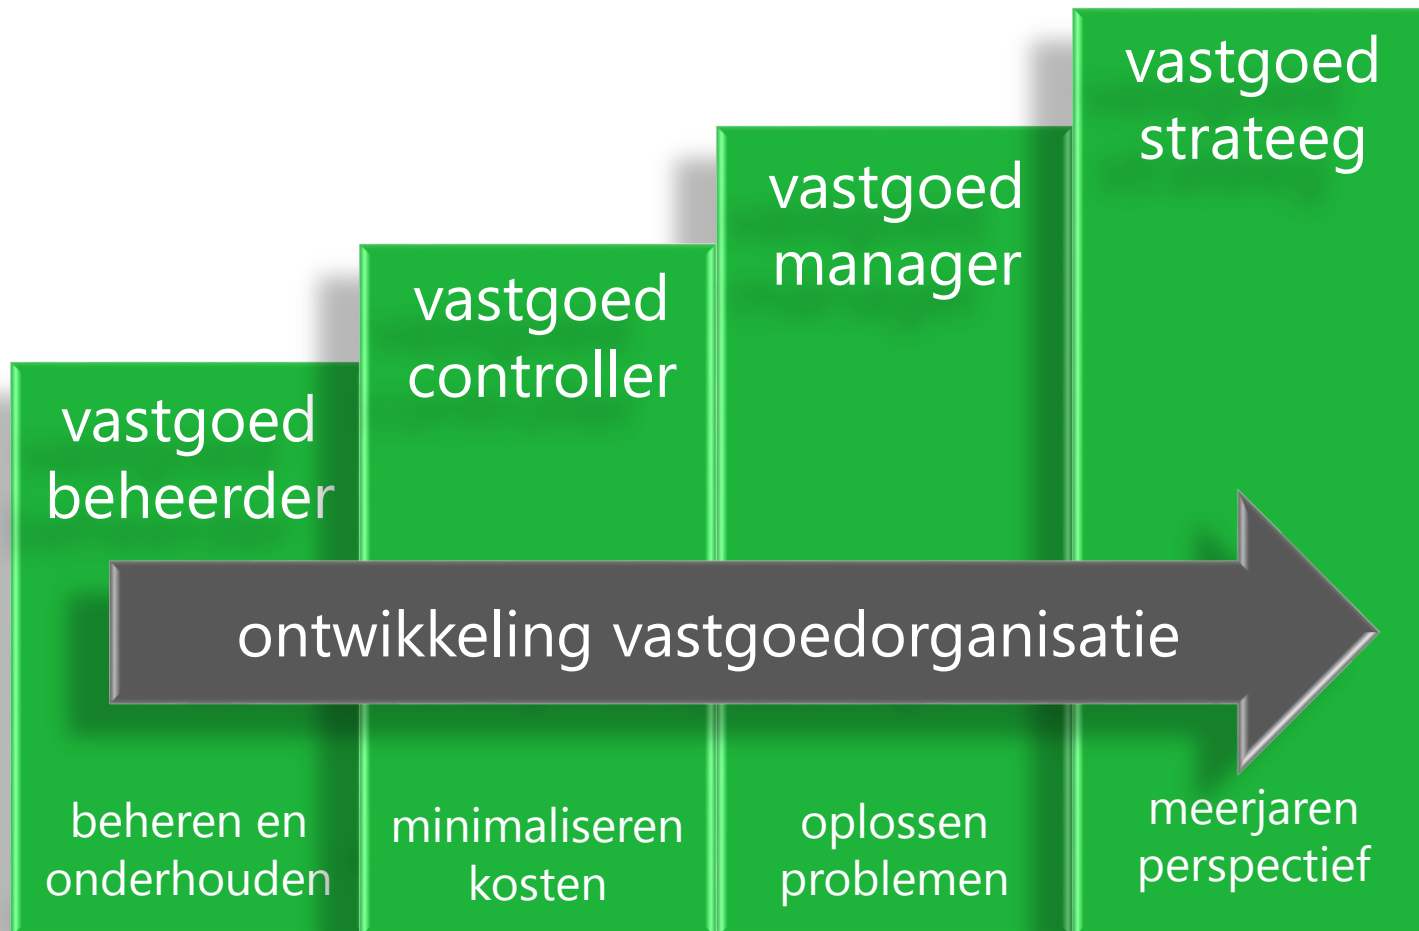 vastgoed
beheerder
vastgoed
controller
vastgoed
manager
vastgoed
strateeg
ontwikkeling vastgoedorganisatie
beheren en
onderhouden
minimaliseren
kosten
oplossen
problemen
meerjaren
perspectief